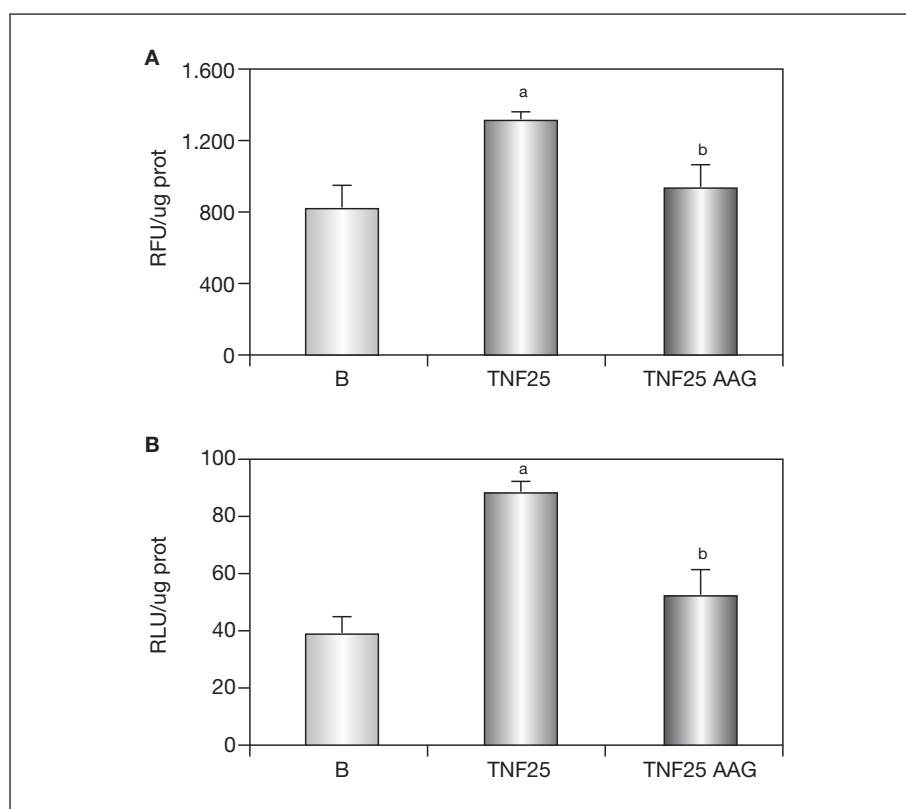 A
1.600
1.200
800
400
0
RFU/ug prot
a
b
B
TNF25
TNF25 AAG
B
100
80
60
40
20
0
RLU/ug prot
a
b
B
TNF25
TNF25 AAG